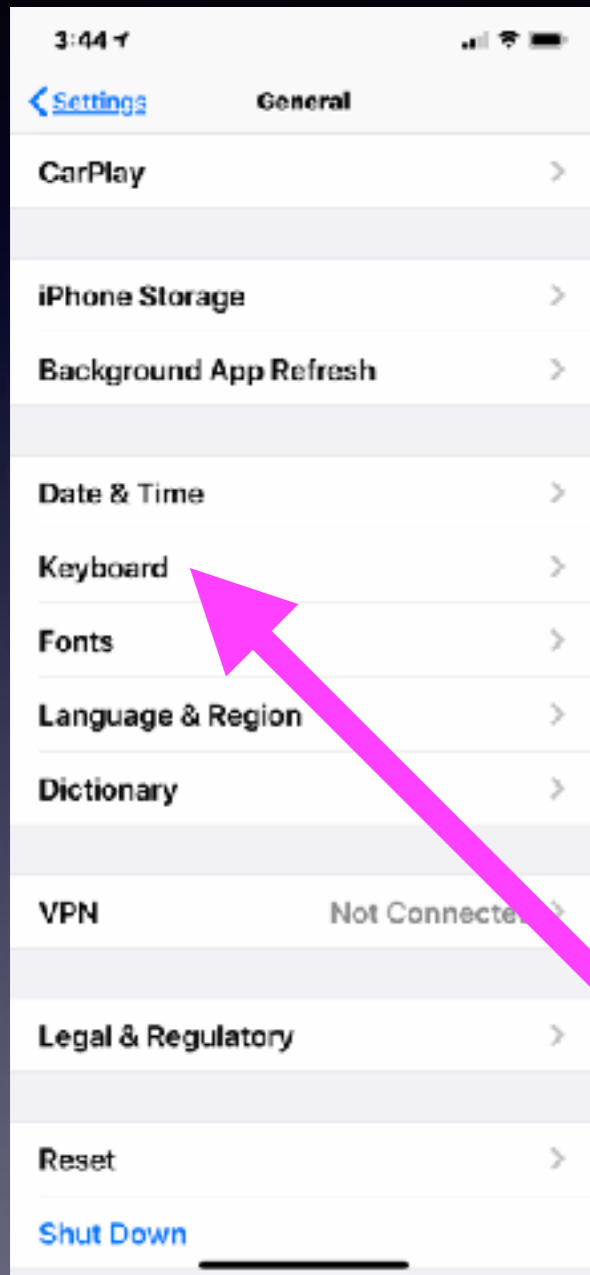 3:44
Settings
General
CarPlay
iPhone Storage
Background App Refresh
Date & Time
Keyboard
Fonts
Language & Region
Dictionary
VPN
Not Connecte
Legal & Regulatory
Reset
Shut Down